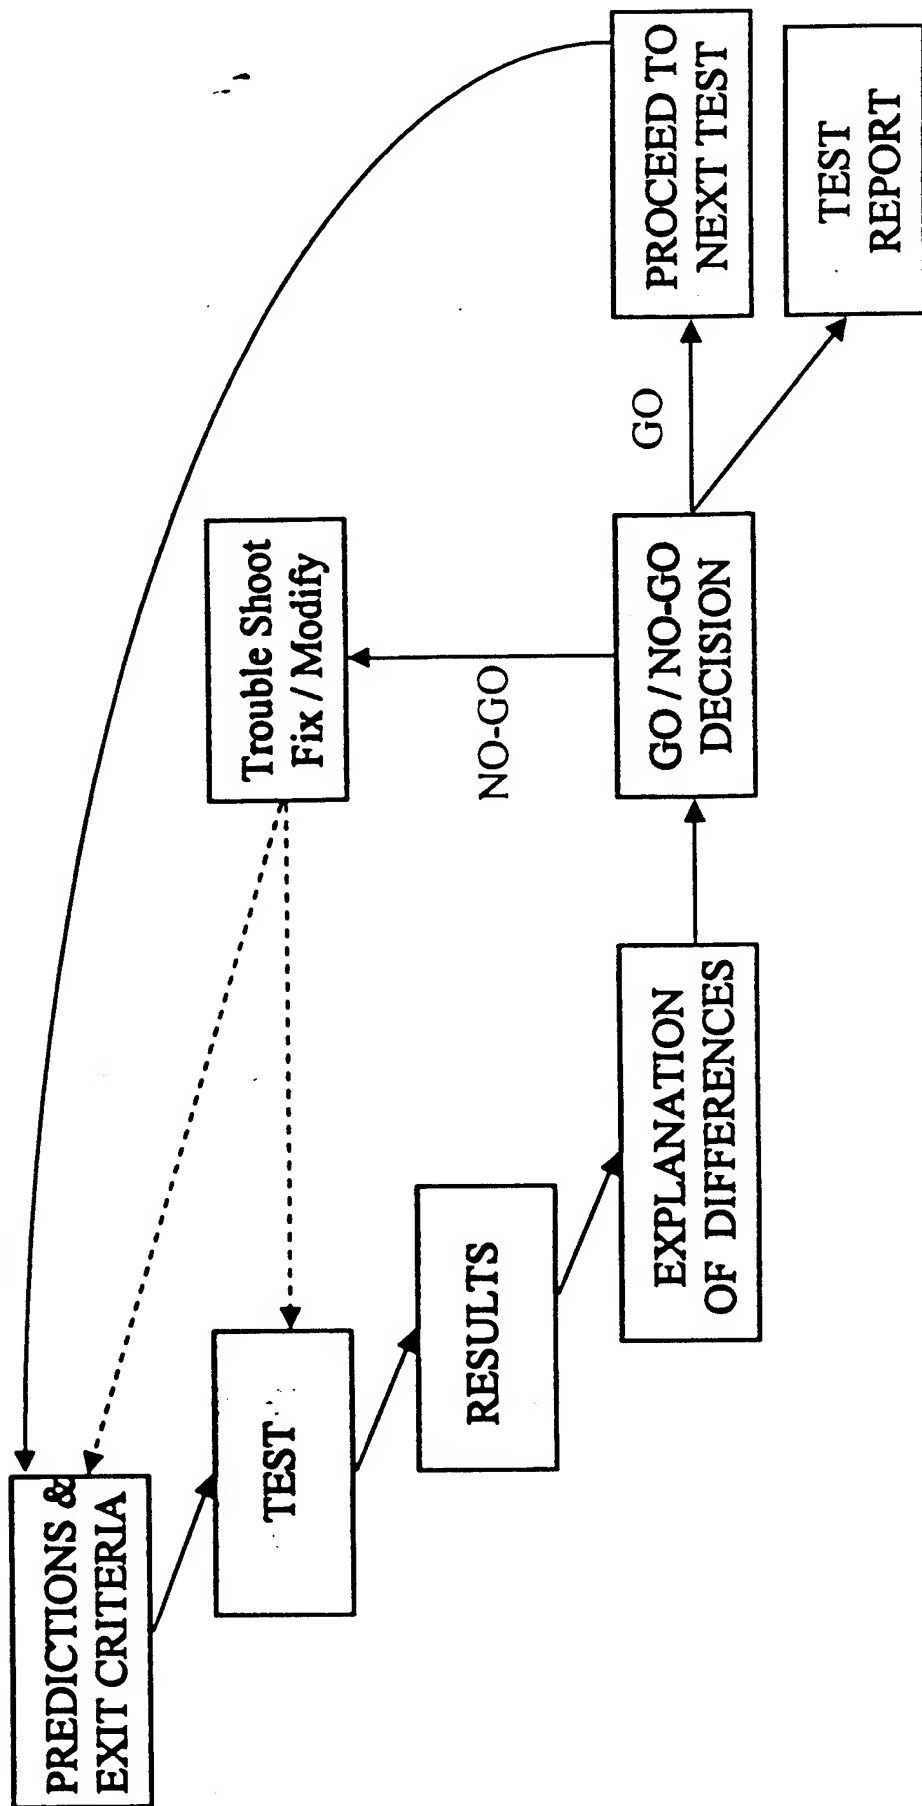 PREDICTIONS &
EXIT CRITERIA
TEST
RESULTS
EXPLANATION
OF DIFFERENCES
Trouble Shoot
Fix / Modify
NO-GO
GO / NO-GO
DECISION
GO
PROCEED TO
NEXT TEST
TEST
REPORT